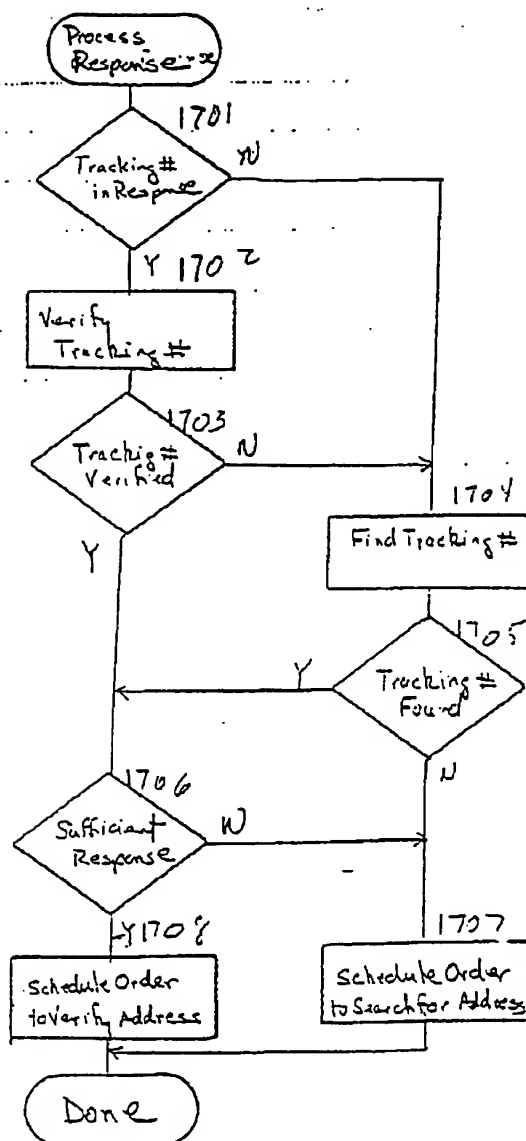 Process
Response
1701
Tracking #
in Response
N
Y
1702
Verify
Tracking #
1703
Trackig #
Verified
N
Y
1704
Find Tracking #
1705
Tracking #
Found
Y
N
1706
Sufficient
Response
N
Y
1708
Schedule Order
to Verify Address
1707
Schedule Order
to Search for Address
Done